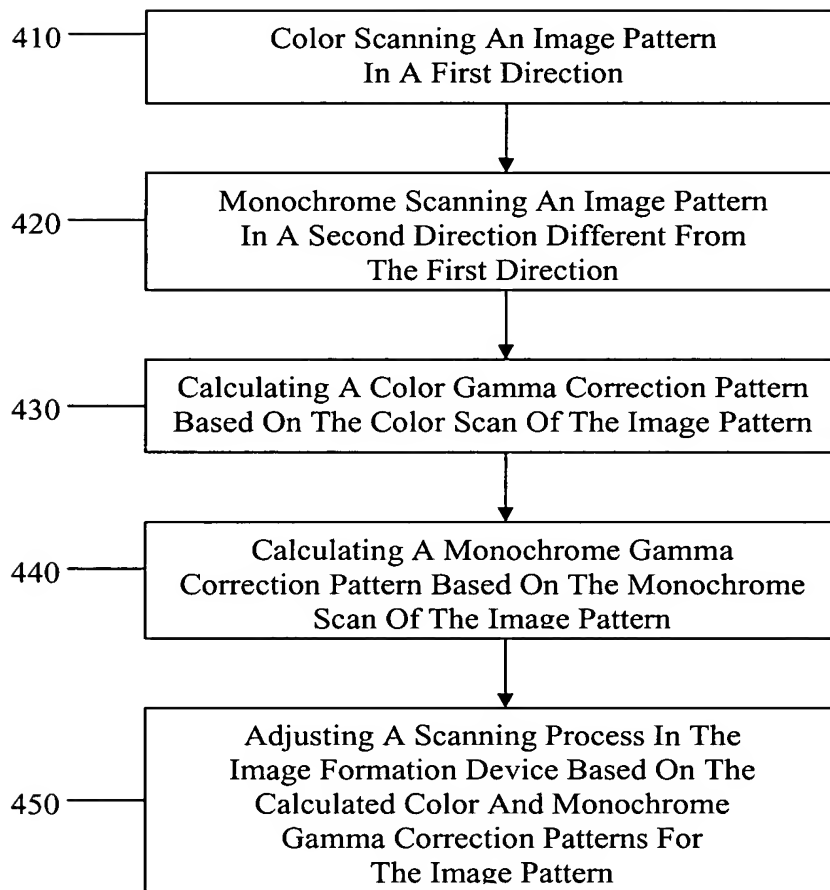 410
Color Scanning An Image Pattern
In A First Direction
420
Monochrome Scanning An Image Pattern
In A Second Direction Different From
The First Direction
430
Calculating A Color Gamma Correction Pattern
Based On The Color Scan Of The Image Pattern
440
Calculating A Monochrome Gamma
Correction Pattern Based On The Monochrome
Scan Of The Image Pattern
450
Adjusting A Scanning Process In The
Image Formation Device Based On The
Calculated Color And Monochrome
Gamma Correction Patterns For
The Image Pattern